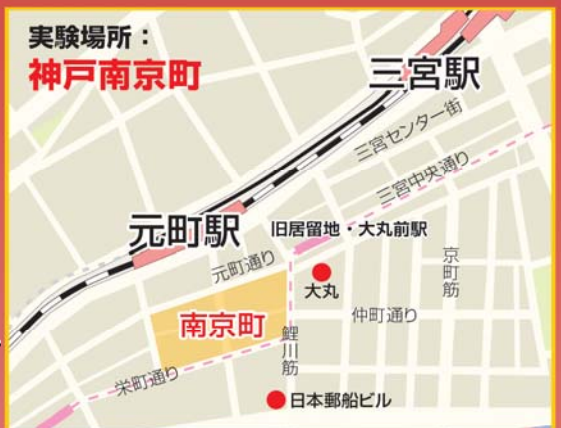 実験場所：
神戸南京町
三宮駅
三宮センター街
三宮中央通り
元町駅
旧居留地・大丸前駅
元町通り
大丸
京町筋
仲町通り
南京町
鯉川筋
栄町通り
日本郵船ビル